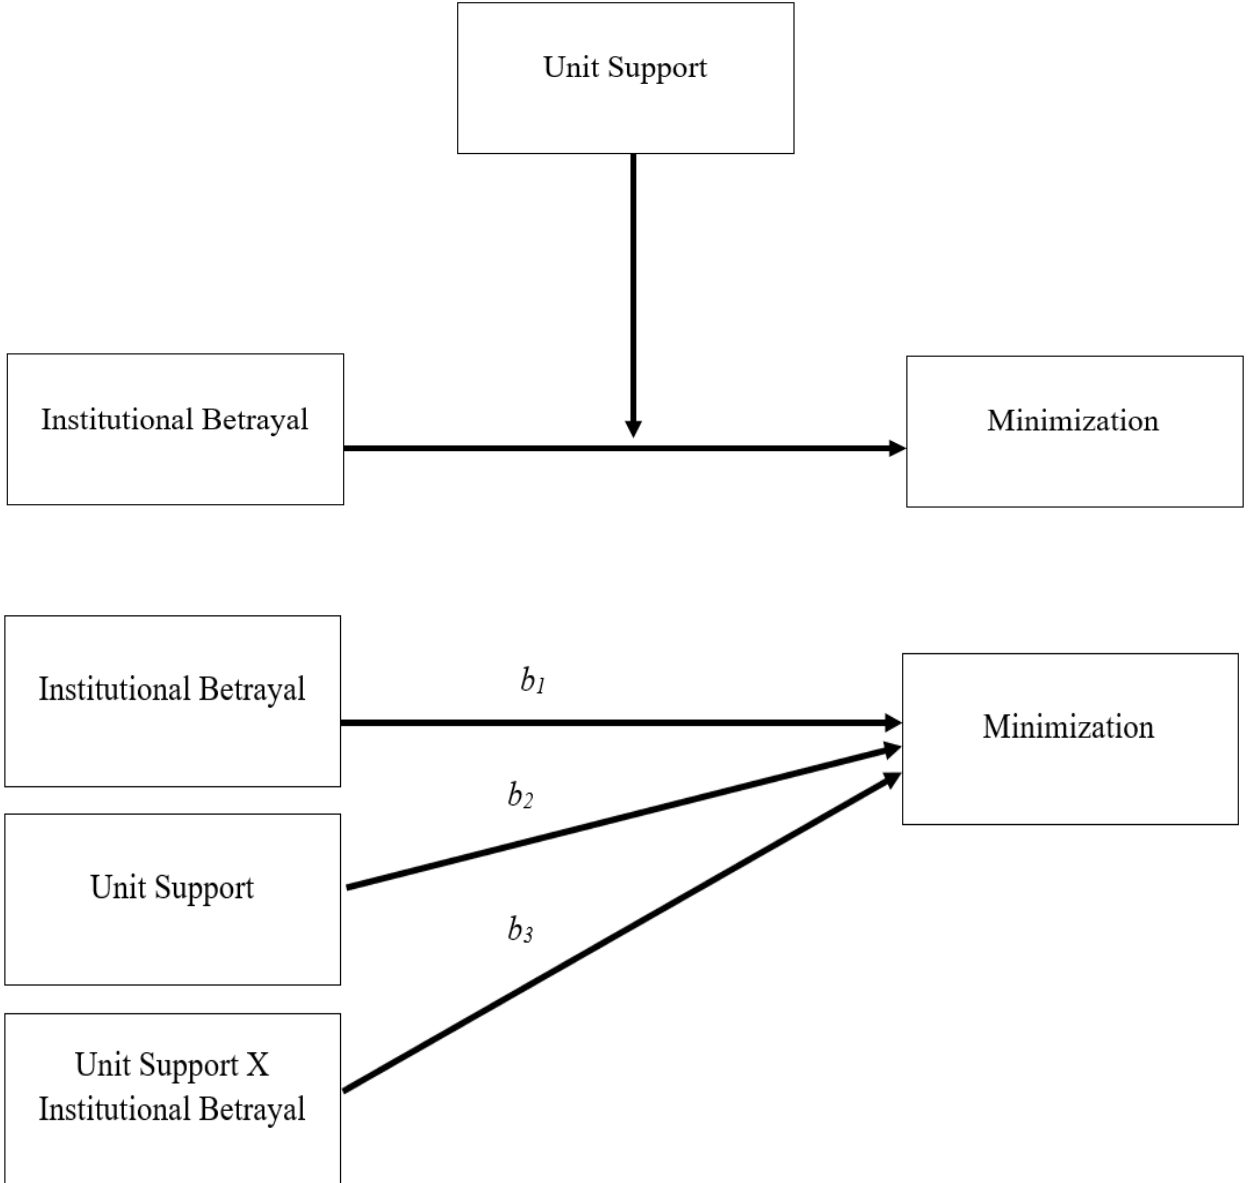 Unit Support
Institutional Betrayal
Minimization
Institutional Betrayal
b1
Minimization
b2
Unit Support
b3
Unit Support X
Institutional Betrayal